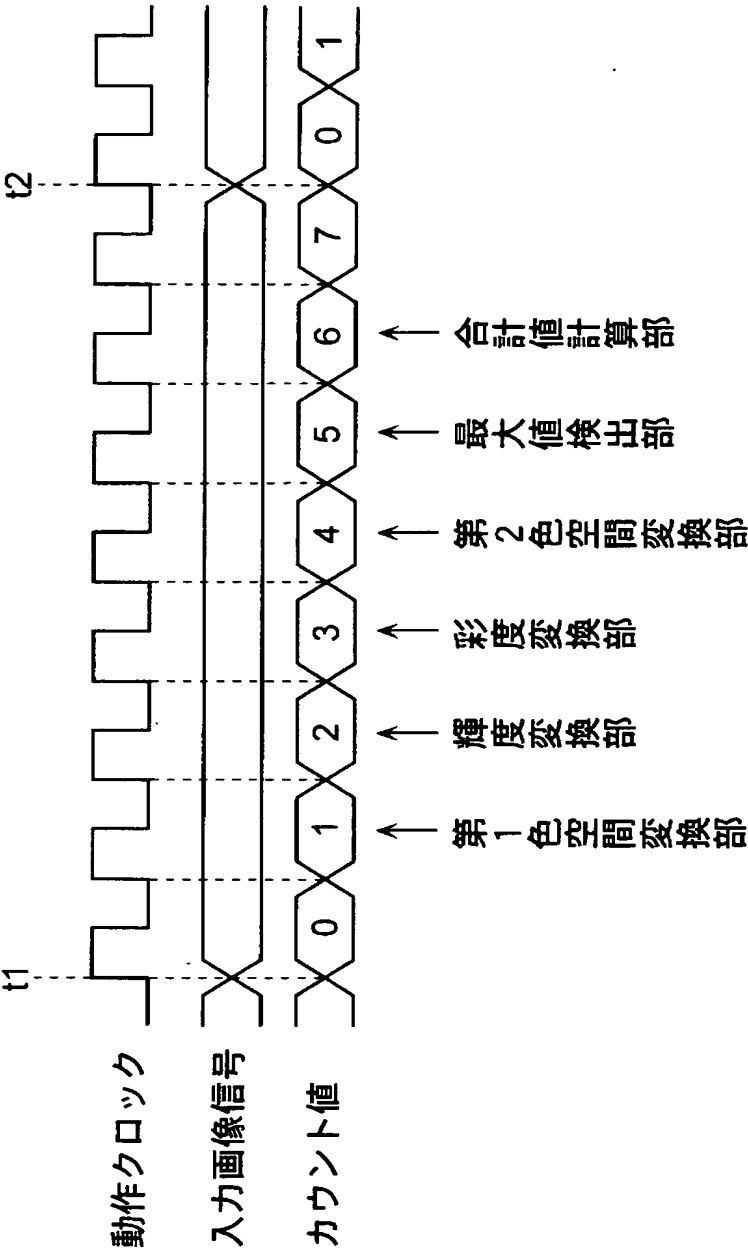 t1
t2
動作クロック
入力画像信号
カウント値
0
1
2
3
4
5
6
7
0
1
第1色空間変換部
輝度変換部
彩度変換部
第2色空間変換部
最大値検出部
合計値計算部